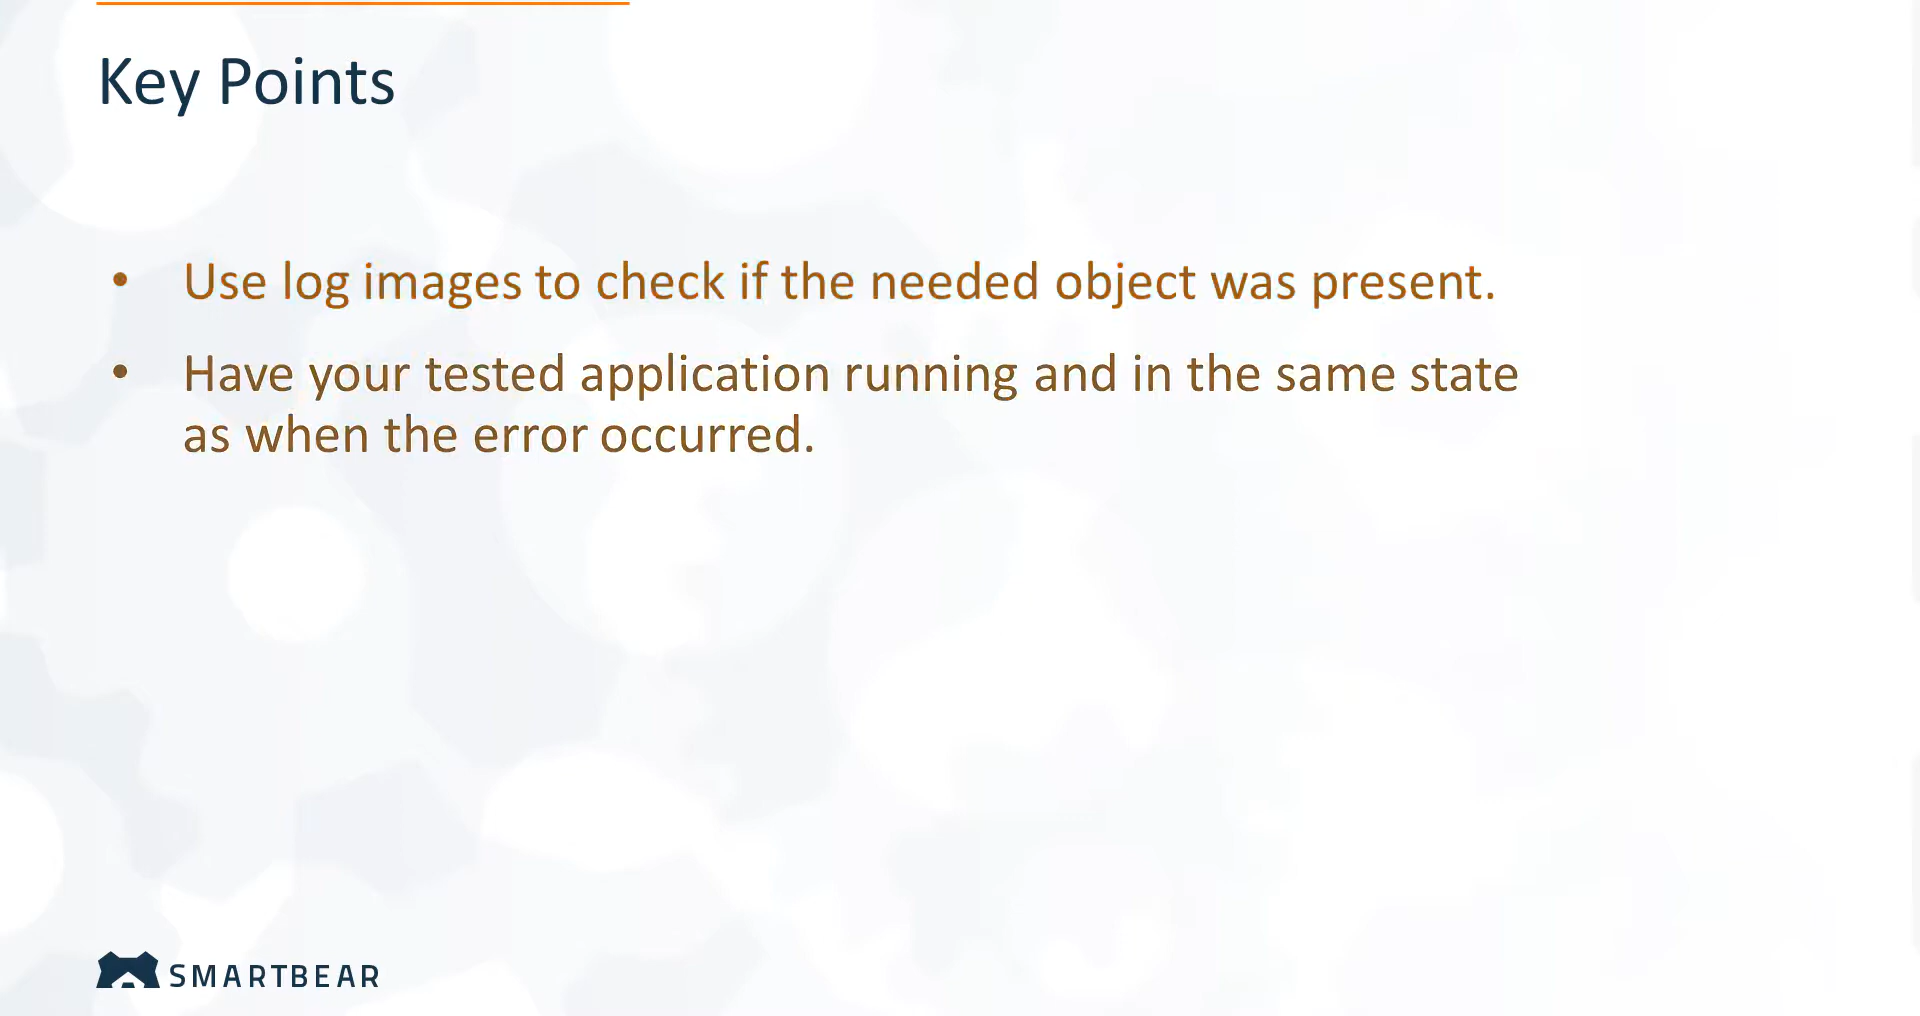 Key Points
• Use log images to check if the needed object was present.
• Have your tested application running and in the same state
as when the error occurred.
SMARTBEAR